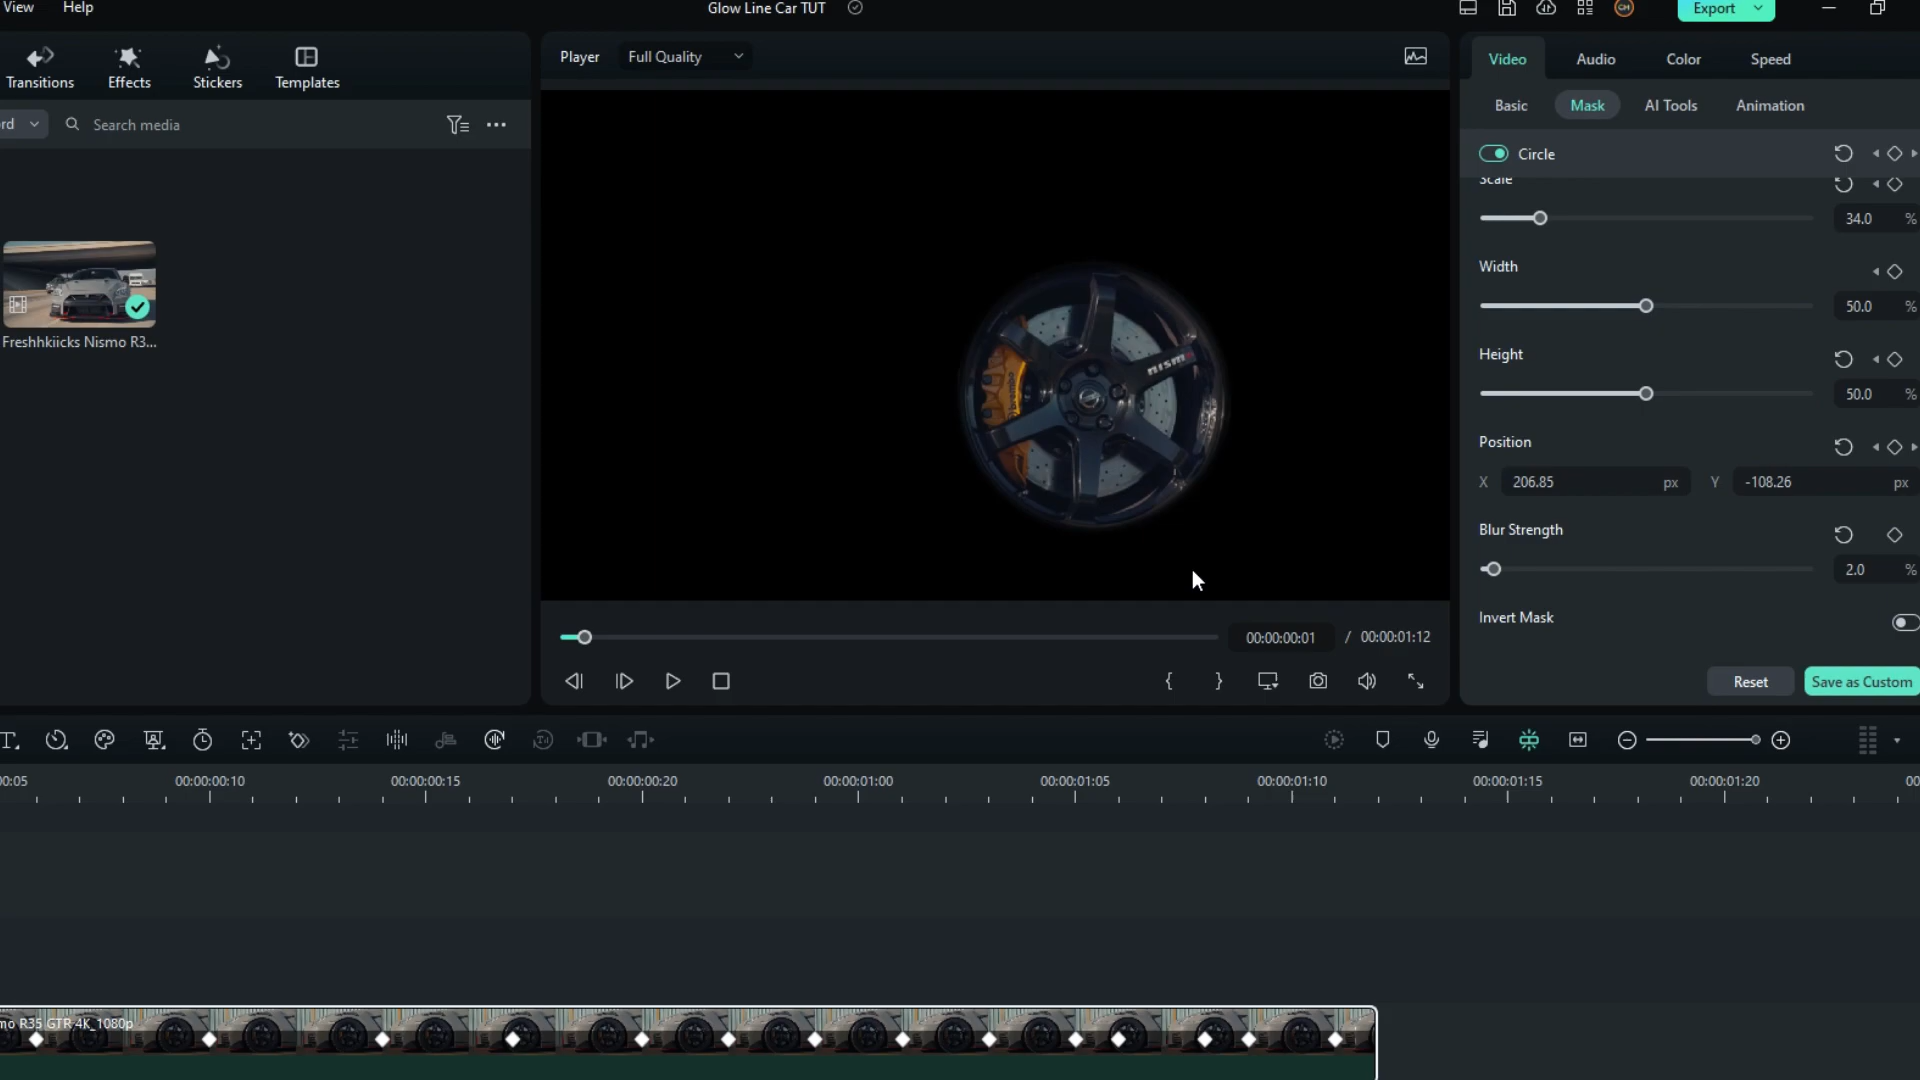 View Help Glow Line Car TUT Export
Transitions Effects Stickers Templates
Player Full Quality
Video Audio Color Speed
Basic Mask AI Tools Animation
rd Search media
Circle
Scale
34.0 %
Width
50.0 %
Height
50.0 %
Position
X 206.85 px Y -108.26 px
Blur Strength
2.0 %
Invert Mask
Reset Save as Custom
Freshhkiicks Nismo R3...
nismo
brembo
00:00:00:01 / 00:00:01:12
0:05 00:00:00:10 00:00:00:15 00:00:00:20 00:00:01:00 00:00:01:05 00:00:01:10 00:00:01:15 00:00:01:20 00
mo R35 GTR-4K_1080p